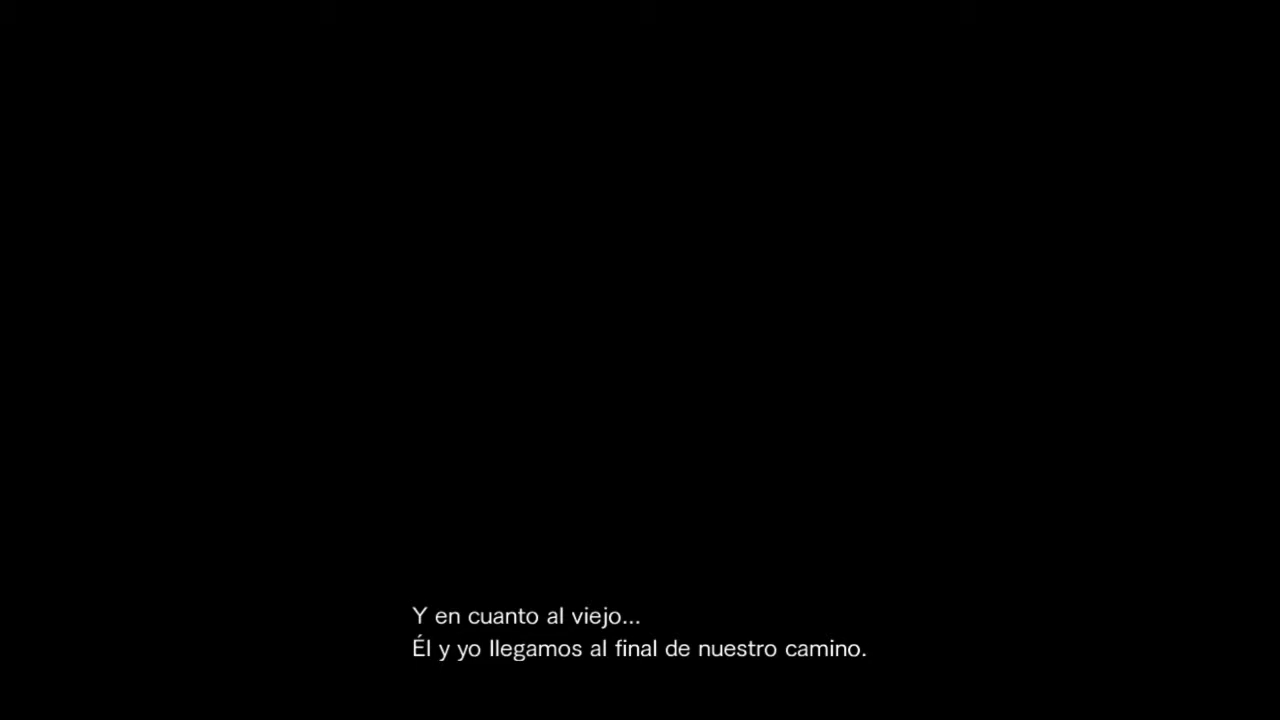 Y en cuanto al viejo...
Él y yo llegamos al final de nuestro camino.